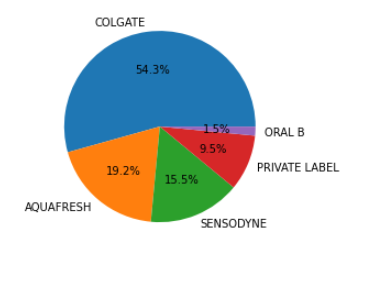 COLGATE
54.3%
1.5%
ORAL B
9.5%
PRIVATE LABEL
19.2%
15.5%
AQUAFRESH
SENSODYNE